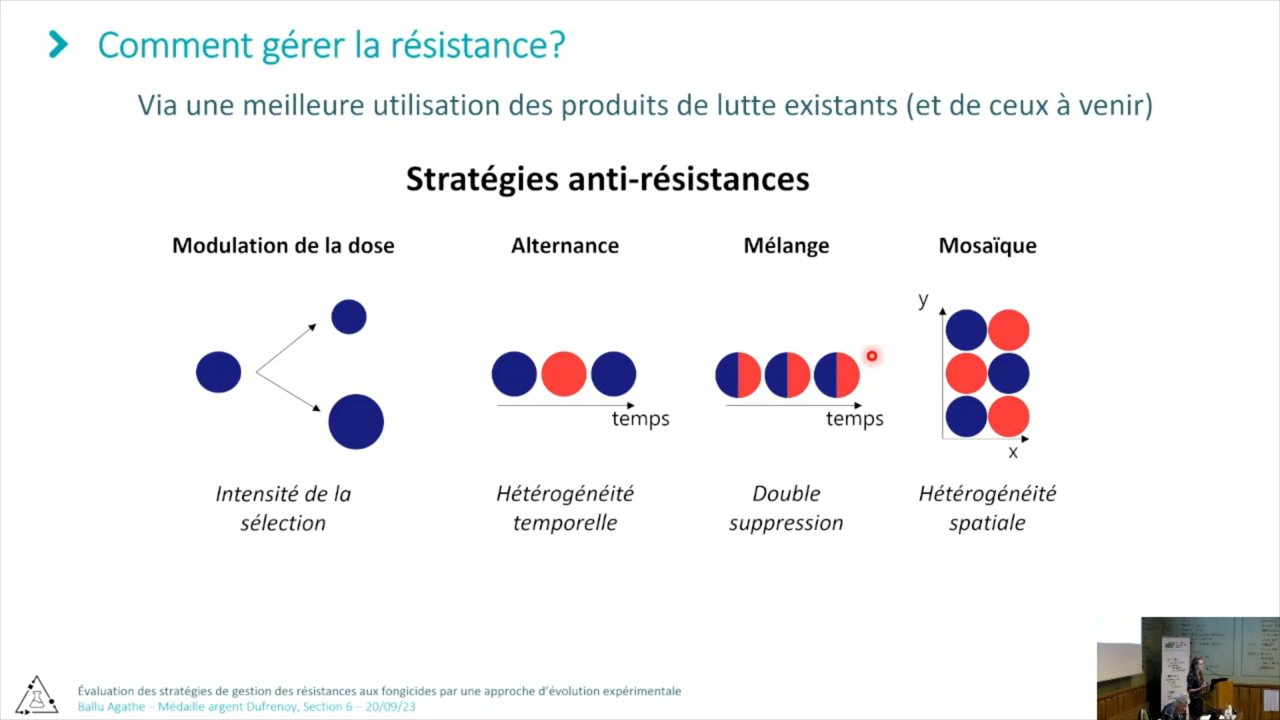 Comment gérer la résistance?
Via une meilleure utilisation des produits de lutte existants (et de ceux à venir)
Stratégies anti-résistances
Modulation de la dose
Alternance
Mélange
Mosaïque
y
temps
temps
x
Intensité de la
sélection
Hétérogénéité
temporelle
Double
suppression
Hétérogénéité
spatiale
Évaluation des stratégies de gestion des résistances aux fongicides par une approche d'évolution expérimentale
Ballu Agathe – Médaille argent Dufrenoy, Section 6 – 20/09/23